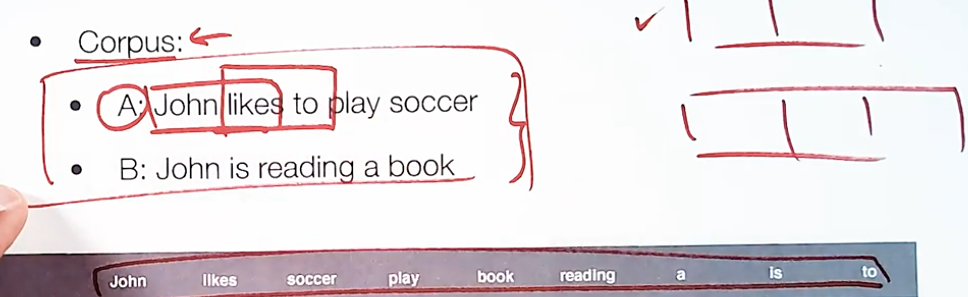 Corpus:
A: John likes to play soccer
B: John is reading a book
John likes soccer play book reading a is to